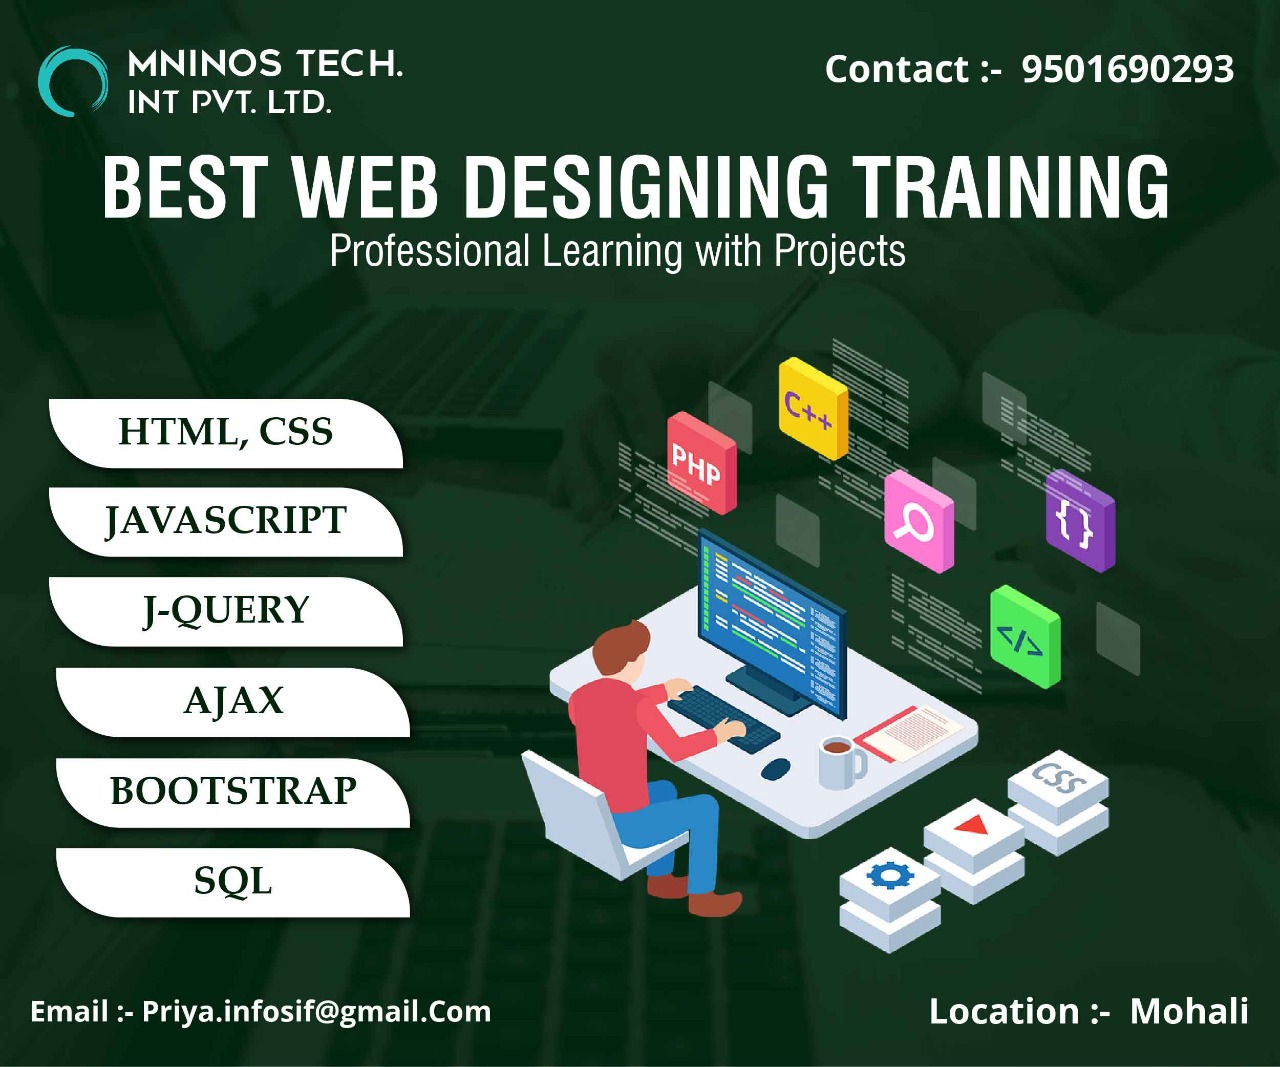 MNINOS TECH.
INT PVT. LTD.
Contact :- 9501690293
BEST WEB DESIGNING TRAINING
Professional Learning with Projects
HTML, CSS
JAVASCRIPT
J-QUERY
AJAX
BOOTSTRAP
SQL
C++
PHP
{}
</>
CSS
Email :- Priya.infosif@gmail.Com
Location :- Mohali